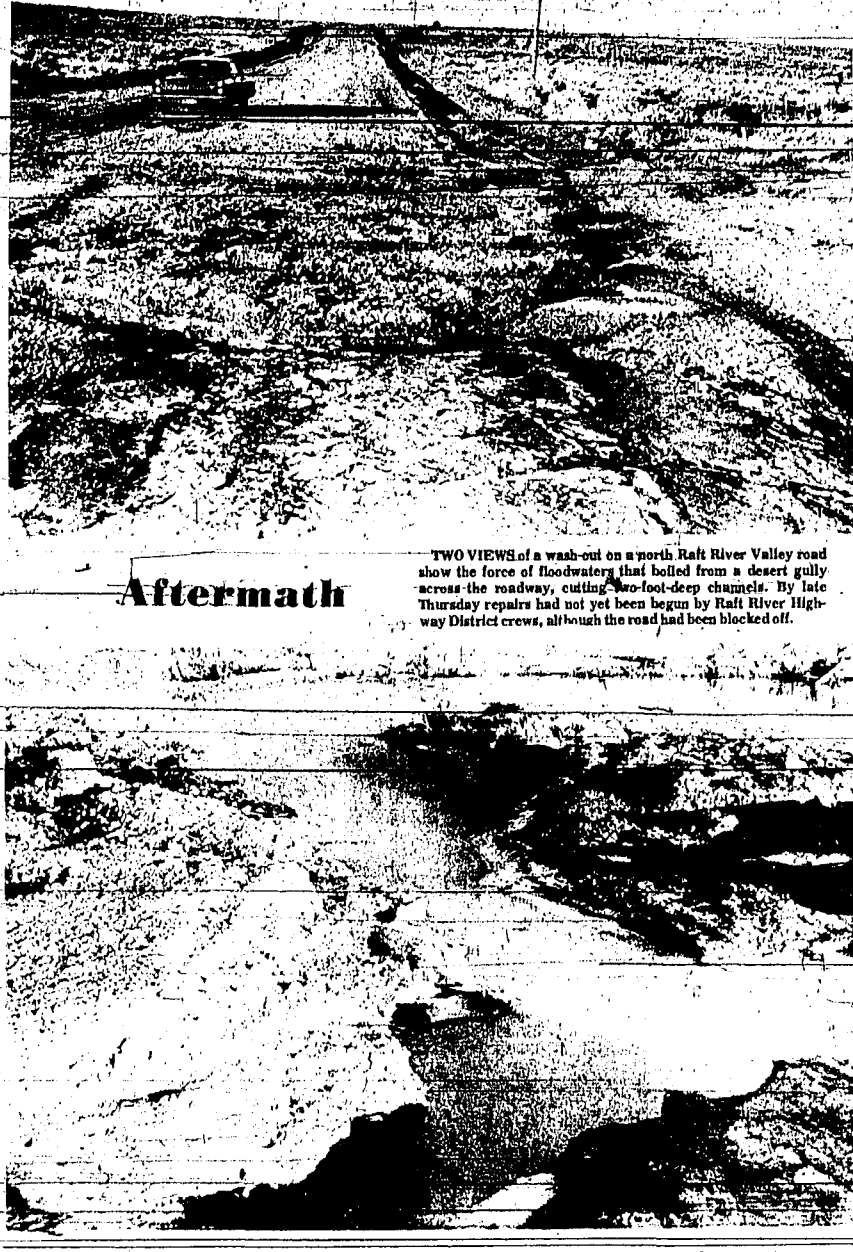 Aftermath
TWO VIEWS of a wash-out on a north Raft River Valley road
show the force of floodwaters that boiled from a desert gully
across the roadway, cutting two-foot-deep channels. By late
Thursday repairs had not yet been begun by Raft River High-
way District crews, although the road had been blocked off.